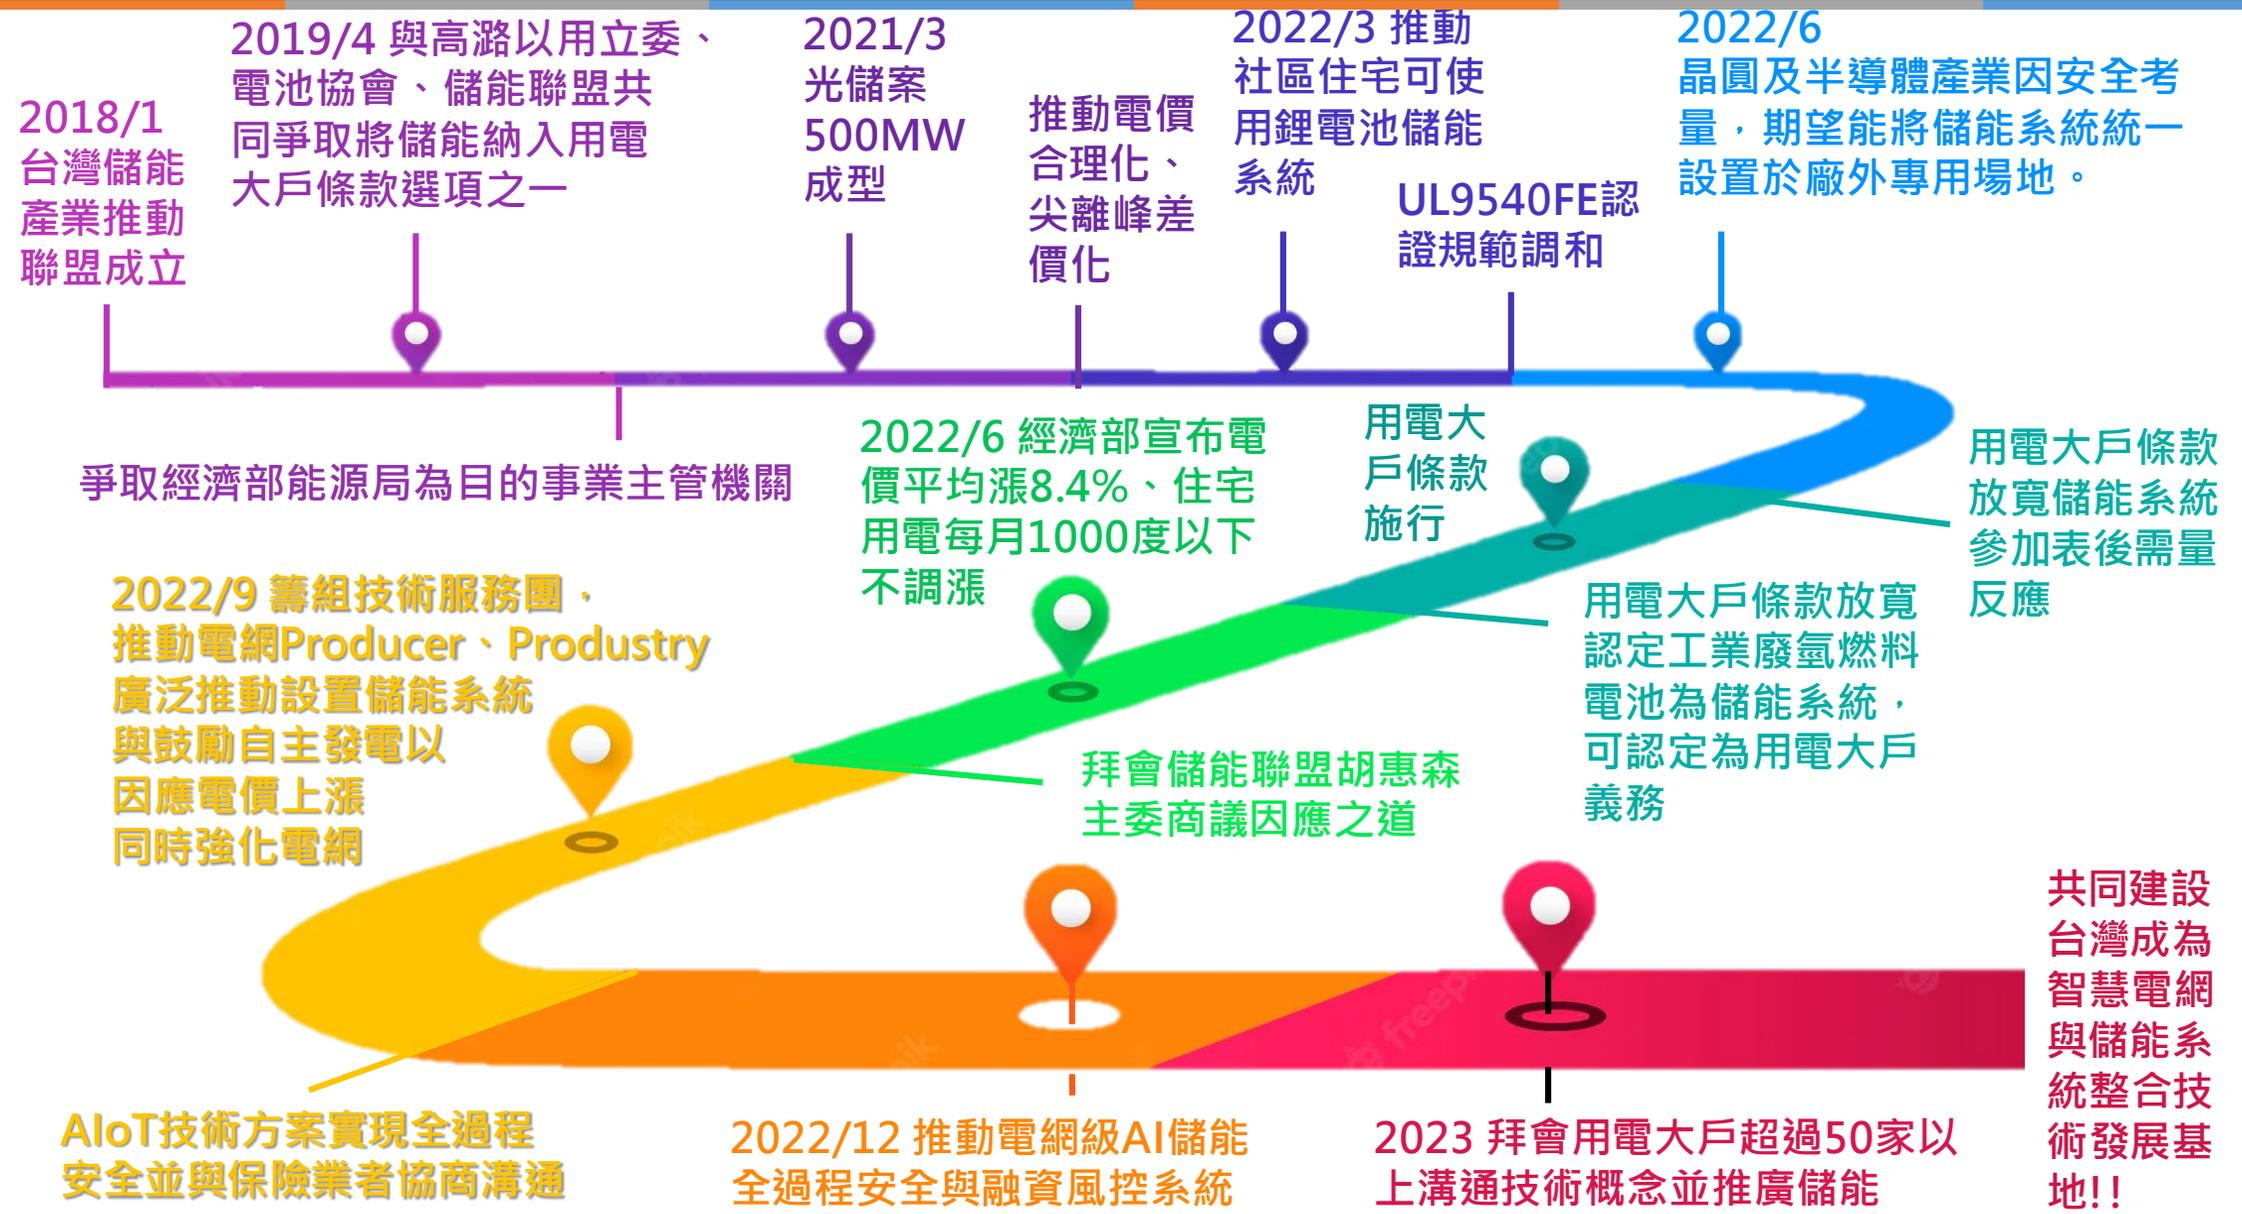 2018/1
台灣儲能
產業推動
聯盟成立
2019/4 與高潞以用立委、
電池協會、儲能聯盟共
同爭取將儲能納入用電
大戶條款選項之一
爭取經濟部能源局為目的事業主管機關
2021/3
光儲案
500MW
成型
推動電價
合理化、
尖離峰差
價化
2022/3 推動
社區住宅可使
用鋰電池儲能
系統
UL9540FE認
證規範調和
2022/6
晶圓及半導體產業因安全考
量，期望能將儲能系統統一
設置於廠外專用場地。
用電大戶條款
放寬儲能系統
參加表後需量
反應
用電大
戶條款
施行
用電大戶條款放寬
認定工業廢氫燃料
電池為儲能系統，
可認定為用電大戶
義務
2022/6 經濟部宣布電
價平均漲8.4%、住宅
用電每月1000度以下
不調漲
拜會儲能聯盟胡惠森
主委商議因應之道
2022/9 籌組技術服務團，
推動電網Producer、Produstry
廣泛推動設置儲能系統
與鼓勵自主發電以
因應電價上漲
同時強化電網
AIoT技術方案實現全過程
安全並與保險業者協商溝通
2022/12 推動電網級AI儲能
全過程安全與融資風控系統
2023 拜會用電大戶超過50家以
上溝通技術概念並推廣儲能
共同建設
台灣成為
智慧電網
與儲能系
統整合技
術發展基
地!!